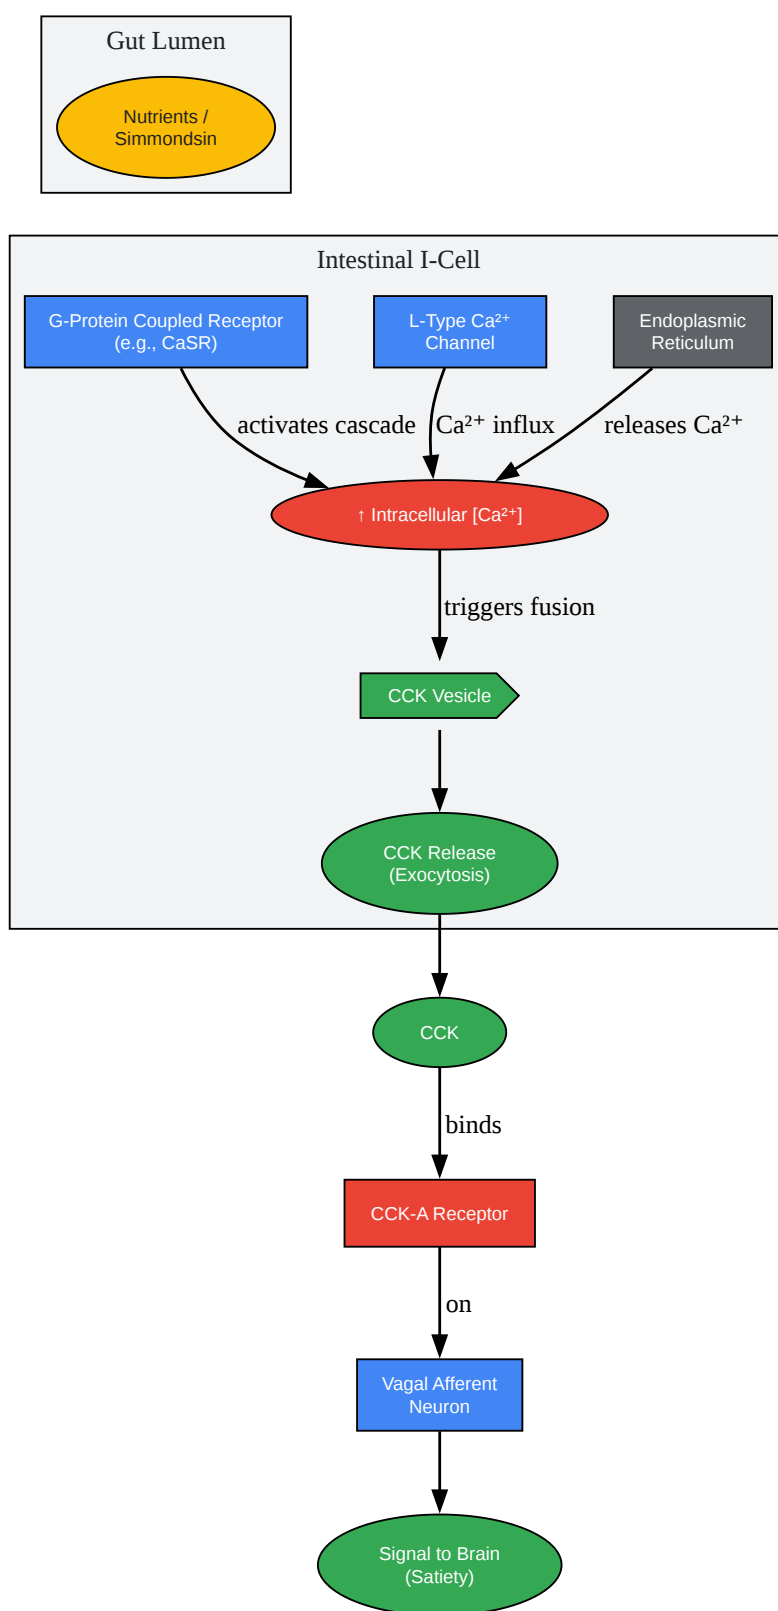 Gut Lumen
Nutrients /
Simmondsin
Intestinal I-Cell
G-Protein Coupled Receptor
(e.g., CaSR)
L-Type Ca²⁺
Channel
Endoplasmic
Reticulum
activates cascade
Ca²⁺ influx
releases Ca²⁺
↑ Intracellular [Ca²⁺]
triggers fusion
CCK Vesicle
CCK Release
(Exocytosis)
CCK
binds
CCK-A Receptor
on
Vagal Afferent
Neuron
Signal to Brain
(Satiety)